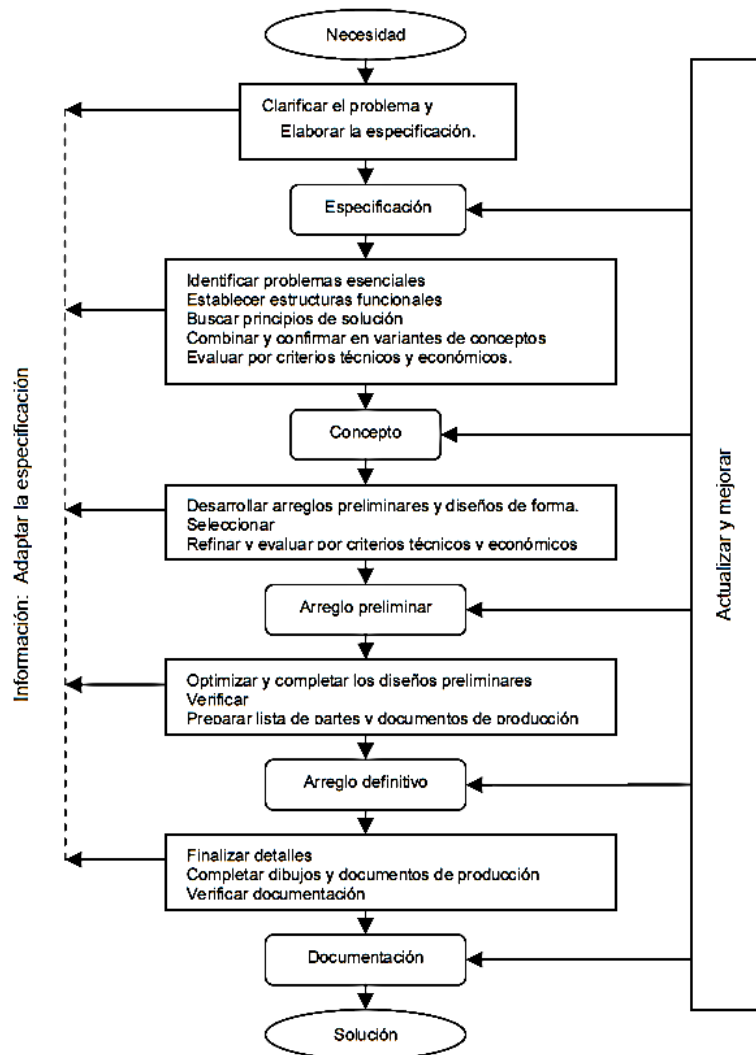 Necesidad
Clarificar el problema y
Elaborar la especificación.
Especificación
Identificar problemas esenciales
Establecer estructuras funcionales
Buscar principios de solución
Combinar y confirmar en variantes de conceptos
Evaluar por criterios técnicos y económicos.
Concepto
Desarrollar arreglos preliminares y diseños de forma.
Seleccionar
Refinar y evaluar por criterios técnicos y económicos
Arreglo preliminar
Optimizar y completar los diseños preliminares
Verificar
Preparar lista de partes y documentos de producción
Arreglo definitivo
Finalizar detalles
Completar dibujos y documentos de producción
Verificar documentación
Documentación
Solución
Información: Adaptar la especificación
Actualizar y mejorar